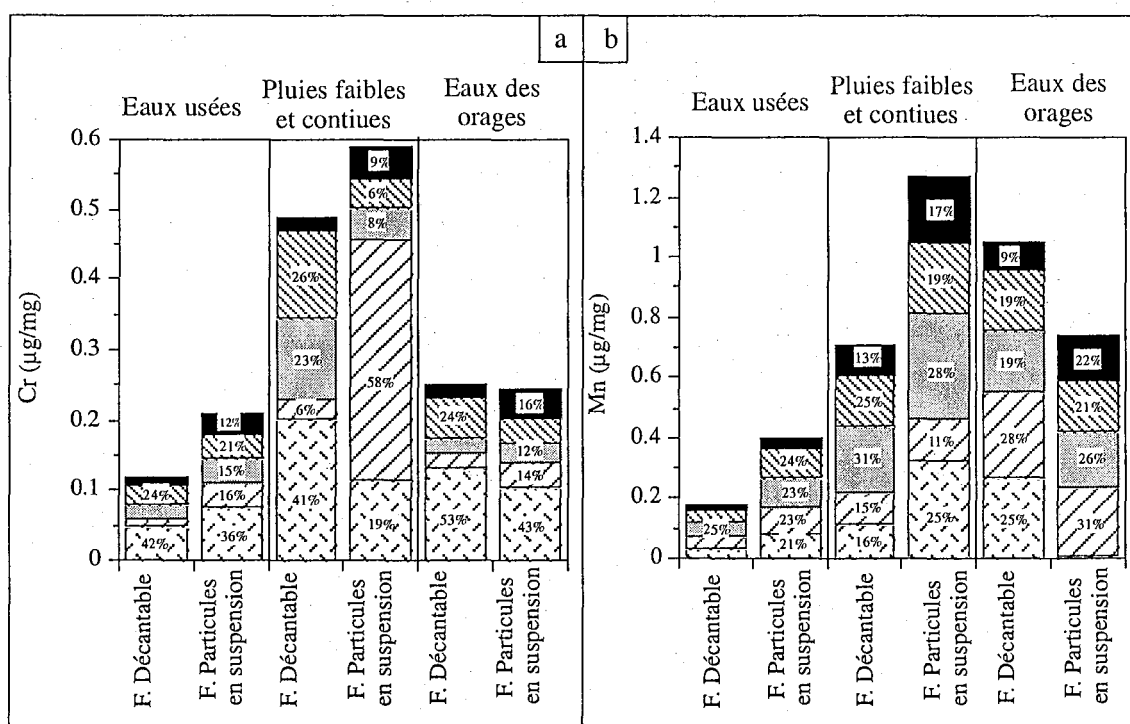 a b
Eaux usées
Pluies faibles
et contiues
Eaux des
orages
Cr (µg/mg)
0.6
0.5
0.4
0.3
0.2
0.1
0
24%
42%
12%
21%
15%
16%
36%
26%
23%
6%
41%
9%
6%
8%
58%
19%
24%
53%
16%
12%
14%
43%
F. Décantable
F. Particules
en suspension
F. Décantable
F. Particules
en suspension
F. Décantable
F. Particules
en suspension
Eaux usées
Pluies faibles
et contiues
Eaux des
orages
Mn (µg/mg)
1.4
1.2
1
0.8
0.6
0.4
0.2
0
25%
24%
23%
23%
21%
13%
25%
31%
15%
16%
17%
19%
28%
11%
25%
9%
19%
19%
28%
25%
22%
21%
26%
31%
F. Décantable
F. Particules
en suspension
F. Décantable
F. Particules
en suspension
F. Décantable
F. Particules
en suspension